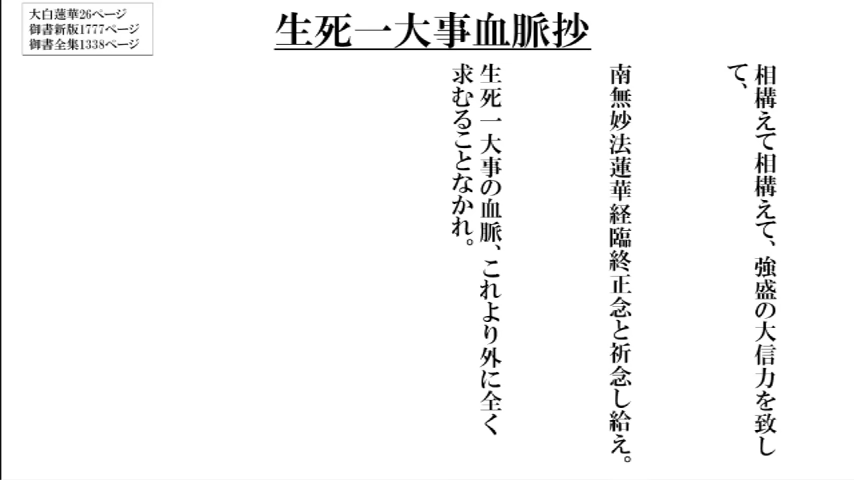 大白蓮華26ページ
御書新版1777ページ
御書全集1338ページ
生死一大事血脈抄
相構えて相構えて、強盛の大信力を致し
て、
南無妙法蓮華経臨終正念と祈念し給え。
生死一大事の血脈、これより外に全く
求むることなかれ。